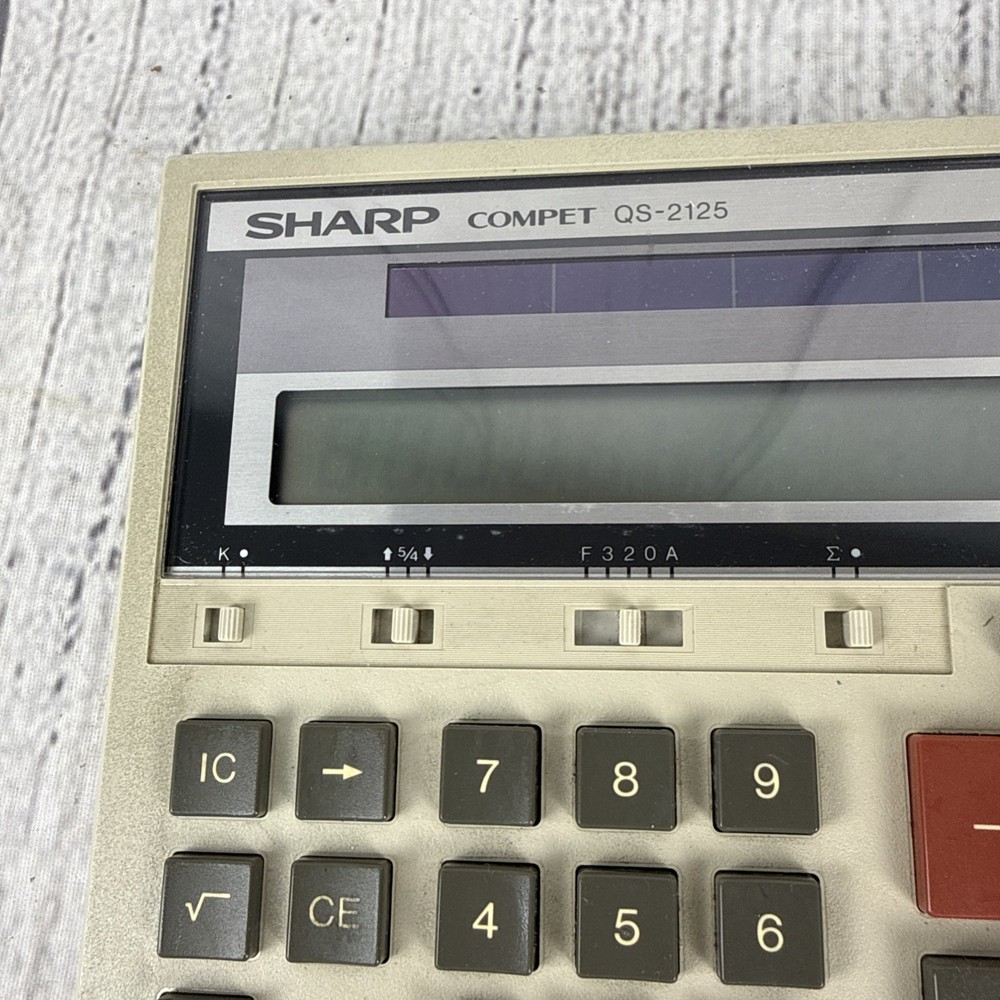 SHARP COMPET QS-2125
K • ⬆ 5/4 ⬇ F 3 2 0 A Σ •
IC → 7 8 9 −
√ CE 4 5 6